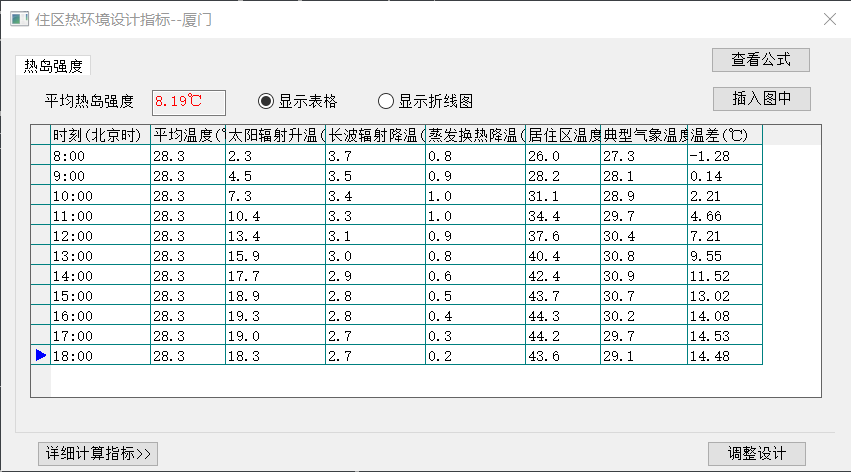 住区热环境设计指标--厦门
热岛强度
查看公式
平均热岛强度 8.19℃ 显示表格 显示折线图 插入图中
时刻(北京时) 平均温度(℃ 太阳辐射升温( 长波辐射降温( 蒸发换热降温( 居住区温度 典型气象温度 温差(℃)
8:00 28.3 2.3 3.7 0.8 26.0 27.3 -1.28
9:00 28.3 4.5 3.5 0.9 28.2 28.1 0.14
10:00 28.3 7.3 3.4 1.0 31.1 28.9 2.21
11:00 28.3 10.4 3.3 1.0 34.4 29.7 4.66
12:00 28.3 13.4 3.1 0.9 37.6 30.4 7.21
13:00 28.3 15.9 3.0 0.8 40.4 30.8 9.55
14:00 28.3 17.7 2.9 0.6 42.4 30.9 11.52
15:00 28.3 18.9 2.8 0.5 43.7 30.7 13.02
16:00 28.3 19.3 2.8 0.4 44.3 30.2 14.08
17:00 28.3 19.0 2.7 0.3 44.2 29.7 14.53
18:00 28.3 18.3 2.7 0.2 43.6 29.1 14.48
详细计算指标>> 调整设计